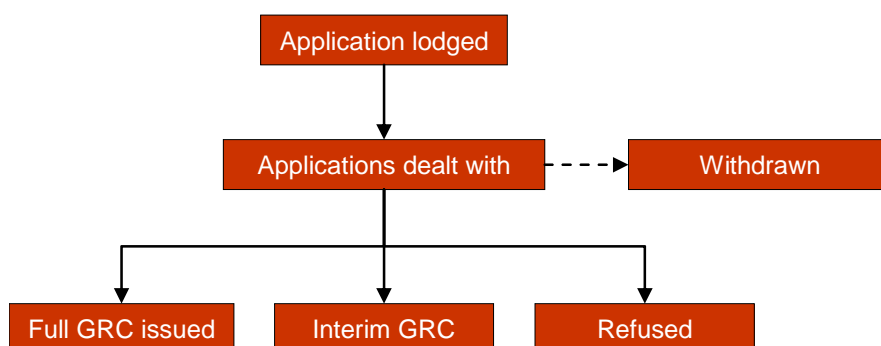 Application lodged
Applications dealt with
Withdrawn
Full GRC issued
Interim GRC
Refused